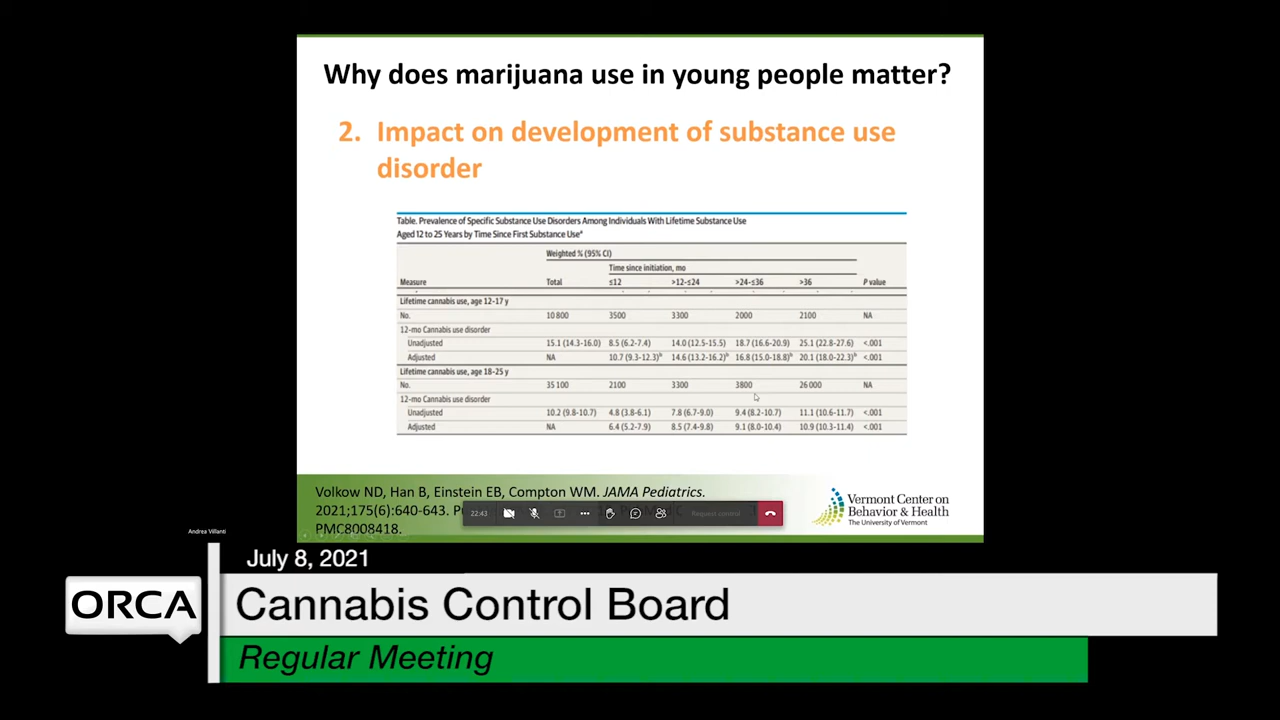 Why does marijuana use in young people matter?
2. Impact on development of substance use
disorder
Table. Prevalence of Specific Substance Use Disorders Among Individuals With Lifetime Substance Use
Aged 12 to 25 Years by Time Since First Substance Useᵃ
Weighted % (95% CI)
Time since initiation, mo
Measure Total ≤12 >12-≤24 >24-≤36 >36 P value
Lifetime cannabis use, age 12-17 y
No. 10 800 3500 3300 2000 2100 NA
12-mo Cannabis use disorder
Unadjusted 15.1 (14.3-16.0) 8.5 (6.2-7.4) 14.0 (12.5-15.5) 18.7 (16.6-20.9) 25.1 (22.8-27.6) <.001
Adjusted NA 10.7 (9.3-12.3)ᵇ 14.6 (13.2-16.2)ᵇ 16.8 (15.0-18.8)ᵇ 20.1 (18.0-22.3)ᵇ <.001
Lifetime cannabis use, age 18-25 y
No. 35 100 2100 3300 3800 26 000 NA
12-mo Cannabis use disorder
Unadjusted 10.2 (9.8-10.7) 4.8 (3.8-6.1) 7.8 (6.7-9.0) 9.4 (8.2-10.7) 11.1 (10.6-11.7) <.001
Adjusted NA 6.4 (5.2-7.9) 8.5 (7.4-9.8) 9.1 (8.0-10.4) 10.9 (10.3-11.4) <.001
Volkow ND, Han B, Einstein EB, Compton WM. JAMA Pediatrics.
2021;175(6):640-643.
PMC8008418.
22:43
Request control
Vermont Center on
Behavior & Health
The University of Vermont
Andrea Villanti
July 8, 2021
ORCA
Cannabis Control Board
Regular Meeting